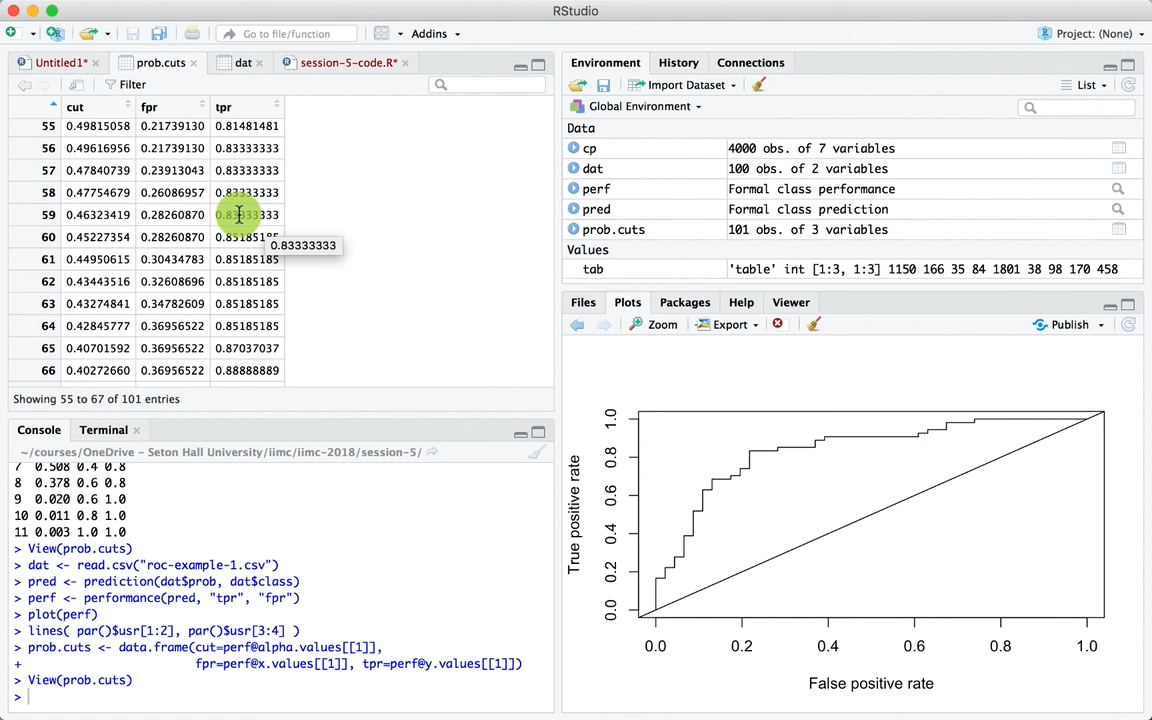 RStudio
Go to file/function
Addins
Project: (None)
Untitled1*
prob.cuts
dat
session-5-code.R*
Filter
cut fpr tpr
55 0.49815058 0.21739130 0.81481481
56 0.49616956 0.21739130 0.83333333
57 0.47840739 0.23913043 0.83333333
58 0.47754679 0.26086957 0.83333333
59 0.46323419 0.28260870 0.83333333
60 0.45227354 0.28260870 0.85185185
0.83333333
61 0.44950615 0.30434783 0.85185185
62 0.43443516 0.32608696 0.85185185
63 0.43274841 0.34782609 0.85185185
64 0.42845777 0.36956522 0.85185185
65 0.40701592 0.36956522 0.87037037
66 0.40272660 0.36956522 0.88888889
Showing 55 to 67 of 101 entries
Console Terminal
~/courses/OneDrive - Seton Hall University/iimc/iimc-2018/session-5/
7 0.508 0.4 0.8
8 0.378 0.6 0.8
9 0.020 0.6 1.0
10 0.011 0.8 1.0
11 0.003 1.0 1.0
> View(prob.cuts)
> dat <- read.csv("roc-example-1.csv")
> pred <- prediction(dat$prob, dat$class)
> perf <- performance(pred, "tpr", "fpr")
> plot(perf)
> lines( par()$usr[1:2], par()$usr[3:4] )
> prob.cuts <- data.frame(cut=perf@alpha.values[[1]],
+ fpr=perf@x.values[[1]], tpr=perf@y.values[[1]])
> View(prob.cuts)
>
Environment History Connections
Import Dataset
List
Global Environment
Data
cp 4000 obs. of 7 variables
dat 100 obs. of 2 variables
perf Formal class performance
pred Formal class prediction
prob.cuts 101 obs. of 3 variables
Values
tab 'table' int [1:3, 1:3] 1150 166 35 84 1801 38 98 170 458
Files Plots Packages Help Viewer
Zoom Export Publish
True positive rate
1.0
0.8
0.6
0.4
0.2
0.0
0.0 0.2 0.4 0.6 0.8 1.0
False positive rate